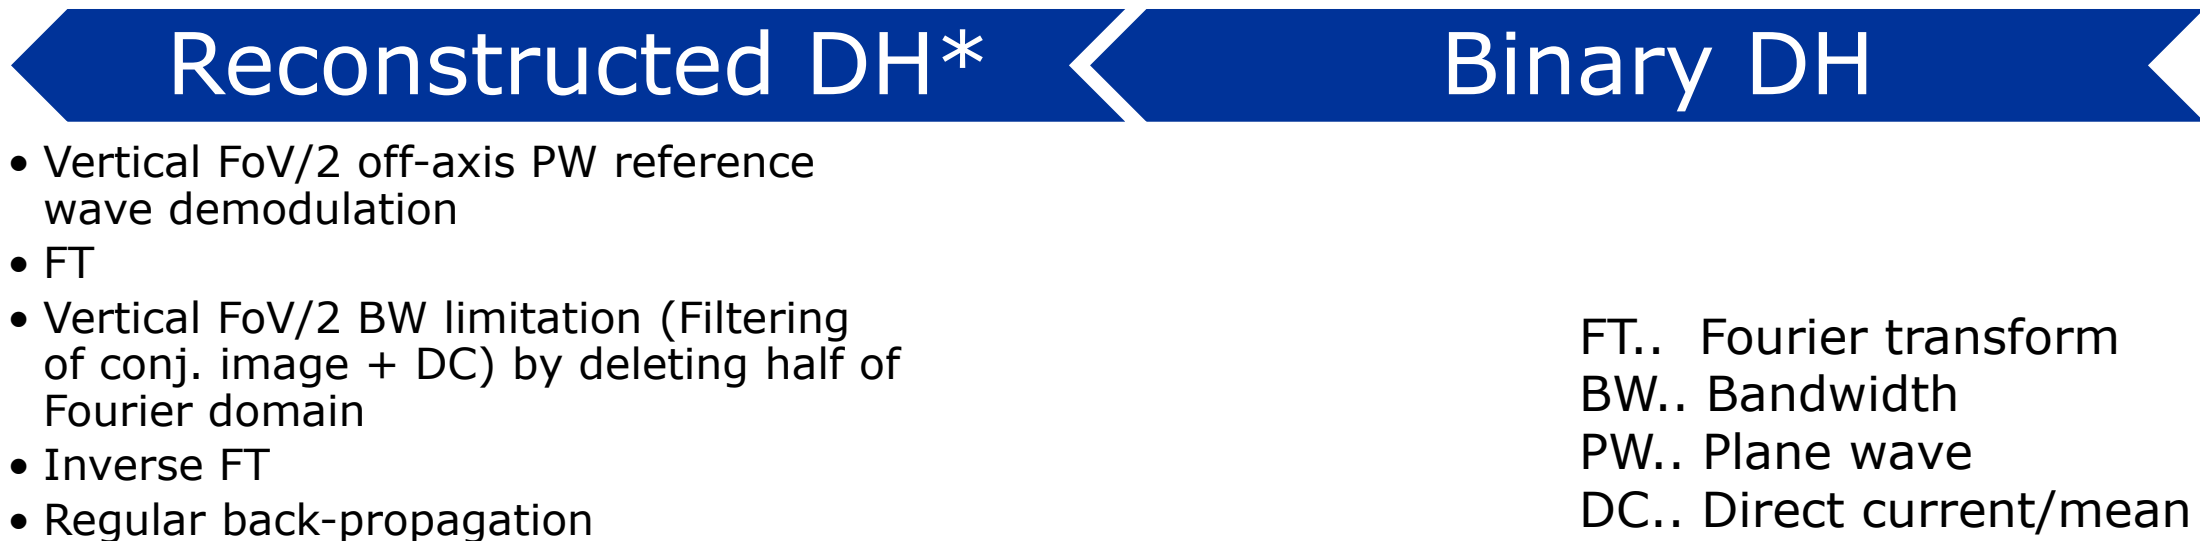 Reconstructed DH*
Binary DH
• Vertical FoV/2 off-axis PW reference
wave demodulation
• FT
• Vertical FoV/2 BW limitation (Filtering
of conj. image + DC) by deleting half of
Fourier domain
• Inverse FT
• Regular back-propagation
FT.. Fourier transform
BW.. Bandwidth
PW.. Plane wave
DC.. Direct current/mean